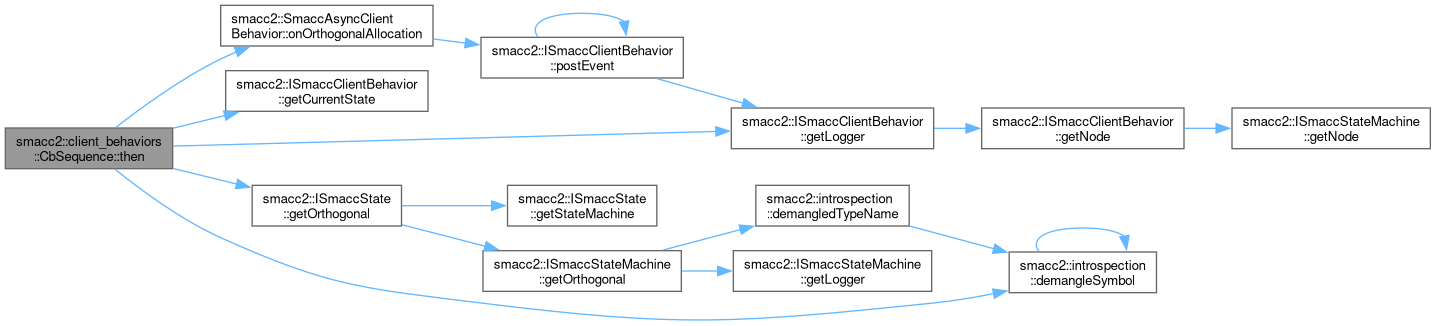 smacc2::SmaccAsyncClient
Behavior::onOrthogonalAllocation
smacc2::ISmaccClientBehavior
::postEvent
smacc2::ISmaccClientBehavior
::getCurrentState
smacc2::ISmaccClientBehavior
::getLogger
smacc2::ISmaccClientBehavior
::getNode
smacc2::ISmaccStateMachine
::getNode
smacc2::client_behaviors
::CbSequence::then
smacc2::ISmaccState
::getOrthogonal
smacc2::ISmaccState
::getStateMachine
smacc2::introspection
::demangledTypeName
smacc2::ISmaccStateMachine
::getOrthogonal
smacc2::ISmaccStateMachine
::getLogger
smacc2::introspection
::demangleSymbol